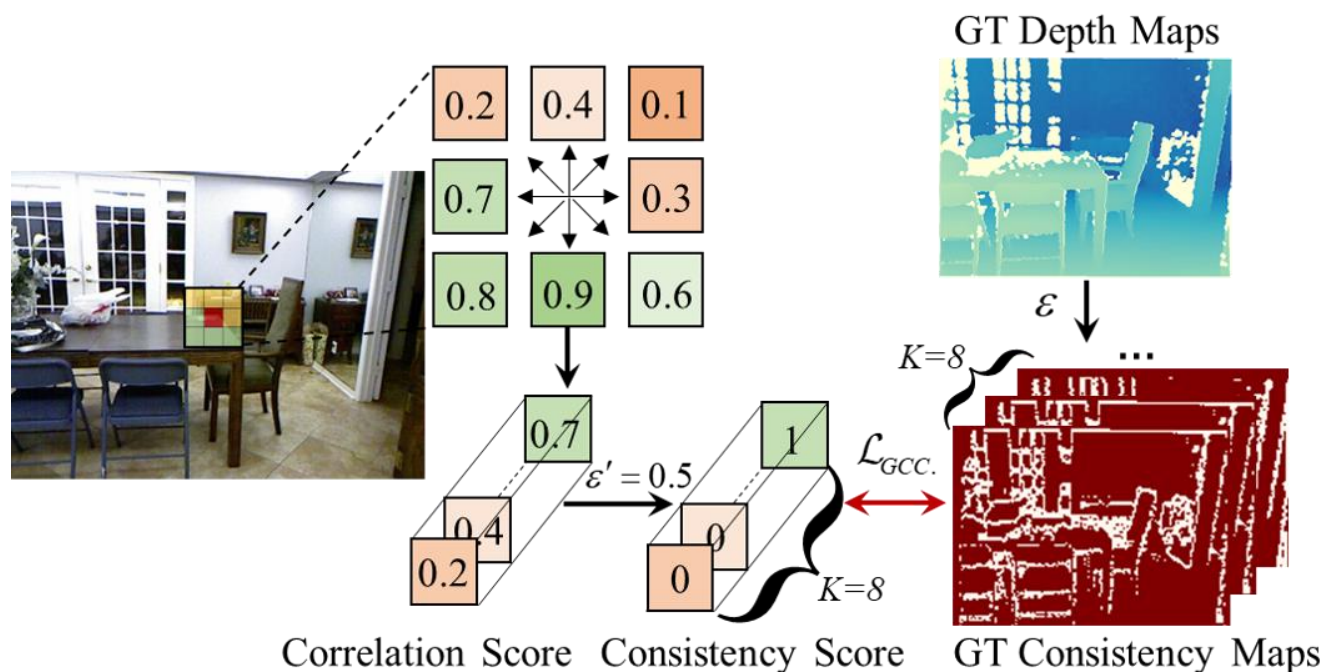 GT Depth Maps
0.2 0.4 0.1
0.7 0.3
0.8 0.9 0.6
ε
K=8
...
0.7
0.4
0.2
ε' = 0.5
1
0
0
K=8
ℒGCC.
Correlation Score
Consistency Score
GT Consistency Maps